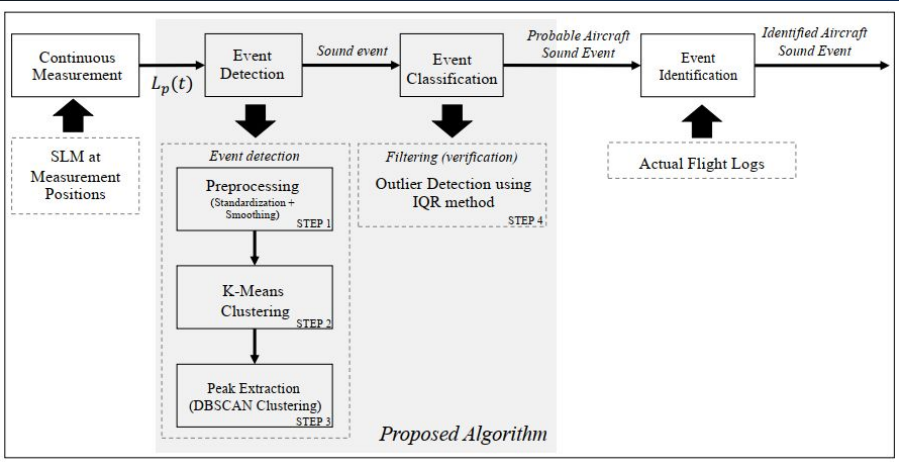 Continuous
Measurement
L_p(t)
Event
Detection
Sound event
Event
Classification
Probable Aircraft
Sound Event
Event
Identification
Identified Aircraft
Sound Event
SLM at
Measurement
Positions
Event detection
Preprocessing
(Standardization +
Smoothing)
STEP 1
K-Means
Clustering
STEP 2
Peak Extraction
(DBSCAN Clustering)
STEP 3
Filtering (verification)
Outlier Detection using
IQR method
STEP 4
Actual Flight Logs
Proposed Algorithm